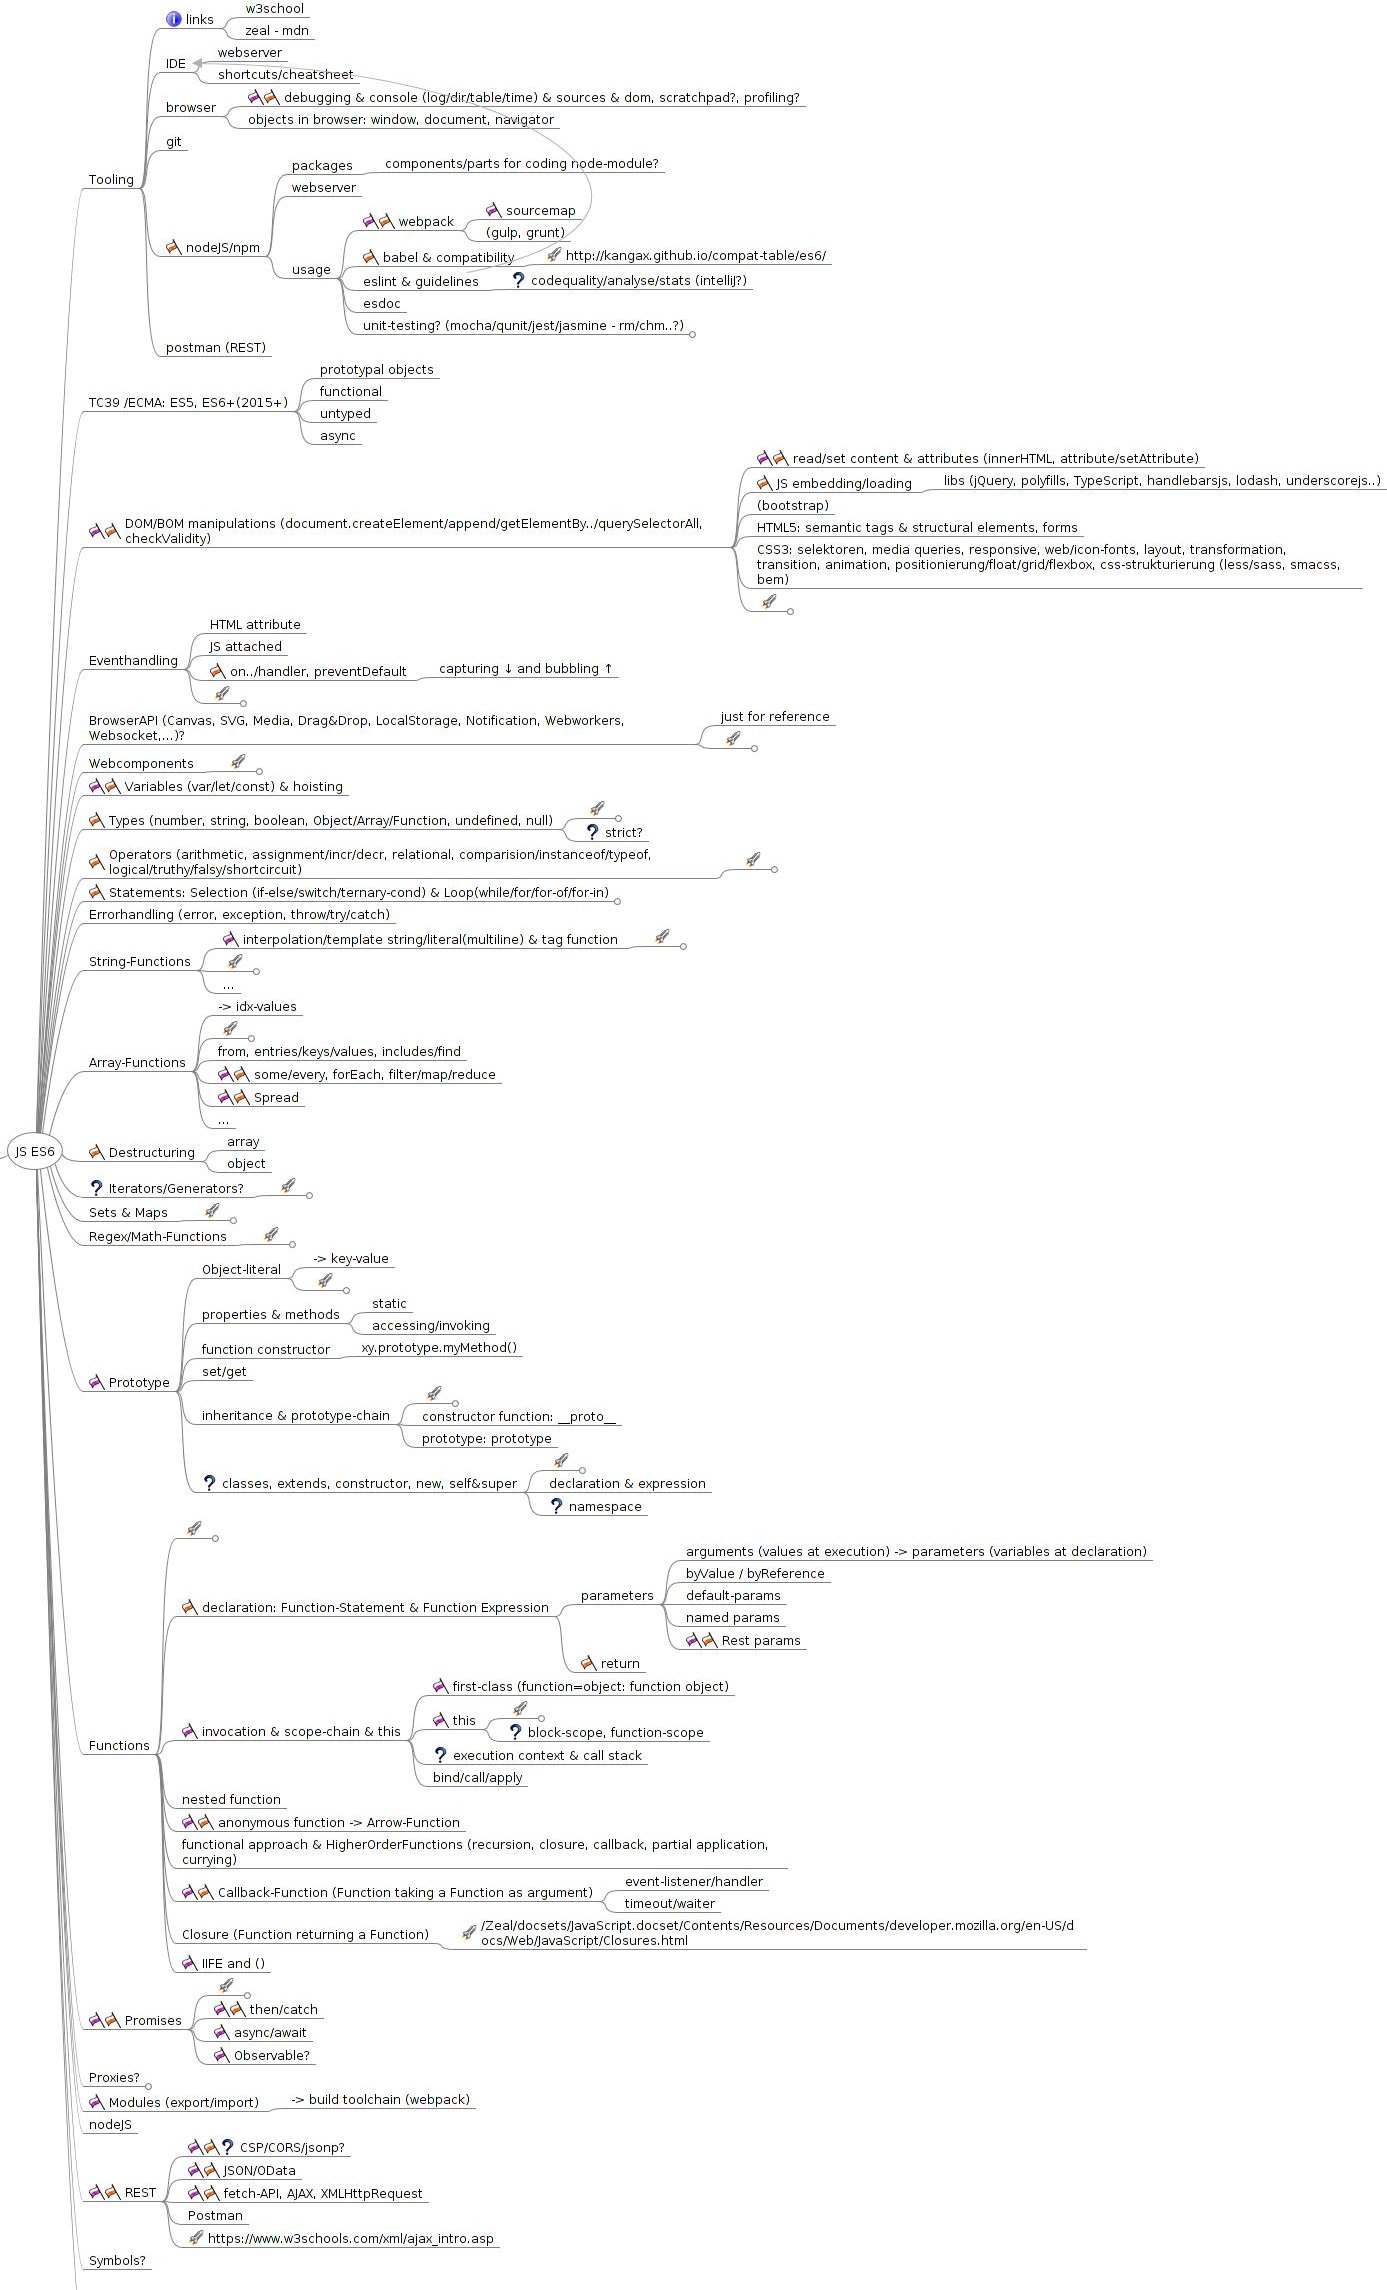 w3school
links
zeal - mdn
webserver
IDE
shortcuts/cheatsheet
debugging & console (log/dir/table/time) & sources & dom, scratchpad?, profiling?
browser
objects in browser: window, document, navigator
git
Tooling
packages
components/parts for coding node-module?
webserver
nodeJS/npm
sourcemap
webpack
(gulp, grunt)
usage
babel & compatibility
http://kangax.github.io/compat-table/es6/
eslint & guidelines
codequality/analyse/stats (intelliJ?)
esdoc
unit-testing? (mocha/qunit/jest/jasmine - rm/chm..?)
postman (REST)
prototypal objects
TC39 /ECMA: ES5, ES6+(2015+)
functional
untyped
async
DOM/BOM manipulations (document.createElement/append/getElementBy../querySelectorAll,
checkValidity)
read/set content & attributes (innerHTML, attribute/setAttribute)
JS embedding/loading
libs (jQuery, polyfills, TypeScript, handlebarsjs, lodash, underscorejs..)
(bootstrap)
HTML5: semantic tags & structural elements, forms
CSS3: selektoren, media queries, responsive, web/icon-fonts, layout, transformation,
transition, animation, positionierung/float/grid/flexbox, css-strukturierung (less/sass, smacss,
bem)
HTML attribute
JS attached
Eventhandling
on../handler, preventDefault
capturing ↓ and bubbling ↑
BrowserAPI (Canvas, SVG, Media, Drag&Drop, LocalStorage, Notification, Webworkers,
Websocket,...)?
just for reference
Webcomponents
Variables (var/let/const) & hoisting
Types (number, string, boolean, Object/Array/Function, undefined, null)
strict?
Operators (arithmetic, assignment/incr/decr, relational, comparision/instanceof/typeof,
logical/truthy/falsy/shortcircuit)
Statements: Selection (if-else/switch/ternary-cond) & Loop(while/for/for-of/for-in)
Errorhandling (error, exception, throw/try/catch)
interpolation/template string/literal(multiline) & tag function
String-Functions
...
-> idx-values
from, entries/keys/values, includes/find
Array-Functions
some/every, forEach, filter/map/reduce
Spread
...
JS ES6
array
Destructuring
object
Iterators/Generators?
Sets & Maps
Regex/Math-Functions
-> key-value
Object-literal
static
properties & methods
accessing/invoking
function constructor
xy.prototype.myMethod()
set/get
Prototype
inheritance & prototype-chain
constructor function: __proto__
prototype: prototype
classes, extends, constructor, new, self&super
declaration & expression
namespace
arguments (values at execution) -> parameters (variables at declaration)
byValue / byReference
parameters
default-params
declaration: Function-Statement & Function Expression
named params
Rest params
return
first-class (function=object: function object)
this
invocation & scope-chain & this
block-scope, function-scope
Functions
execution context & call stack
bind/call/apply
nested function
anonymous function -> Arrow-Function
functional approach & HigherOrderFunctions (recursion, closure, callback, partial application,
currying)
event-listener/handler
Callback-Function (Function taking a Function as argument)
timeout/waiter
Closure (Function returning a Function)
/Zeal/docsets/JavaScript.docset/Contents/Resources/Documents/developer.mozilla.org/en-US/d
ocs/Web/JavaScript/Closures.html
IIFE and ()
then/catch
Promises
async/await
Observable?
Proxies?
Modules (export/import)
-> build toolchain (webpack)
nodeJS
CSP/CORS/jsonp?
JSON/OData
REST
fetch-API, AJAX, XMLHttpRequest
Postman
https://www.w3schools.com/xml/ajax_intro.asp
Symbols?